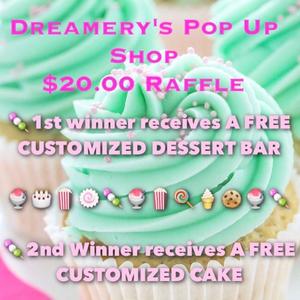 Dreamery's Pop Up
Shop
$20.00 Raffle
🍡 1st winner receives A FREE
CUSTOMIZED DESSERT BAR
🍧🎂🍿🍥🍡🍧🍿🍭🍦🍪🍧
🍡 2nd Winner receives A FREE
CUSTOMIZED CAKE